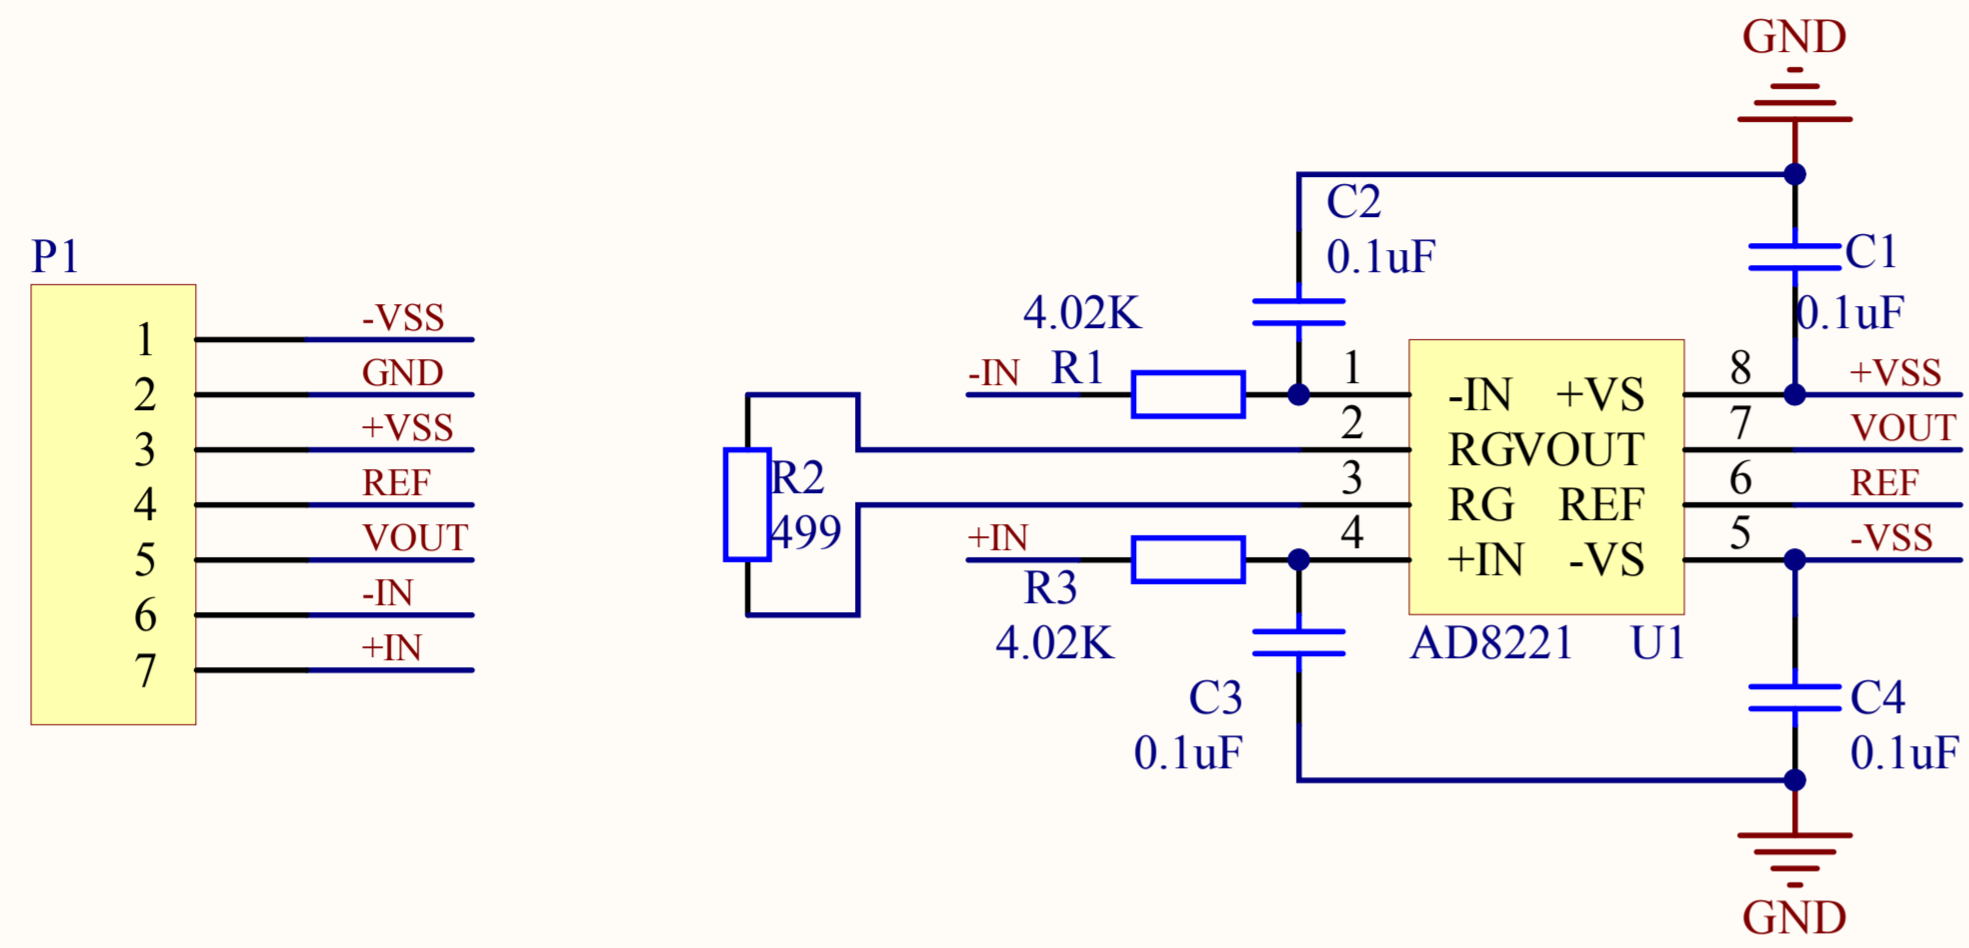 GND
C2
0.1uF
C1
0.1uF
P1
1 -VSS
2 GND
3 +VSS
4 REF
5 VOUT
6 -IN
7 +IN
4.02K
-IN R1
R2
499
+IN
R3
4.02K
1 -IN +VS 8 +VSS
2 RG VOUT 7 VOUT
3 RG REF 6 REF
4 +IN -VS 5 -VSS
AD8221 U1
C3
0.1uF
C4
0.1uF
GND